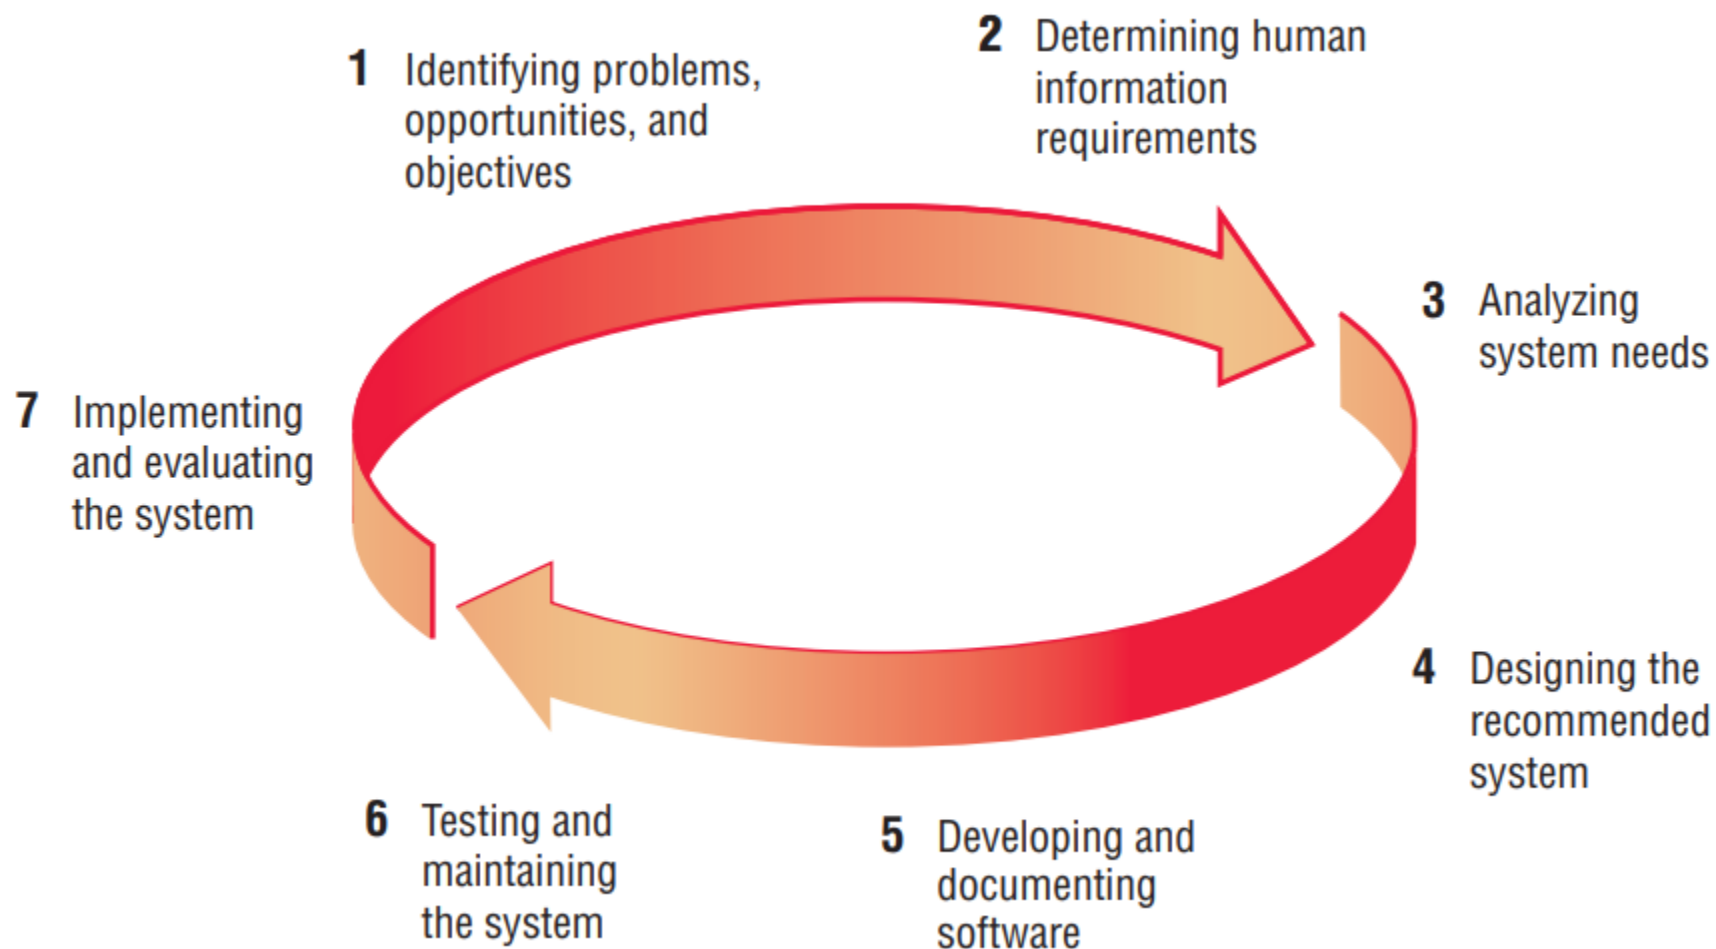 1 Identifying problems,
opportunities, and
objectives
2 Determining human
information
requirements
3 Analyzing
system needs
4 Designing the
recommended
system
5 Developing and
documenting
software
6 Testing and
maintaining
the system
7 Implementing
and evaluating
the system